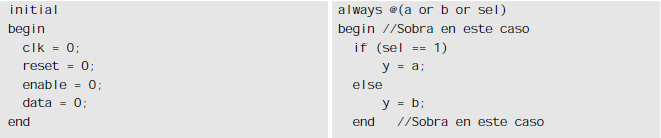 initial
begin
clk = 0;
reset = 0;
enable = 0;
data = 0;
end
always @(a or b or sel)
begin //Sobra en este caso
if (sel == 1)
y = a;
else
y = b;
end //Sobra en este caso